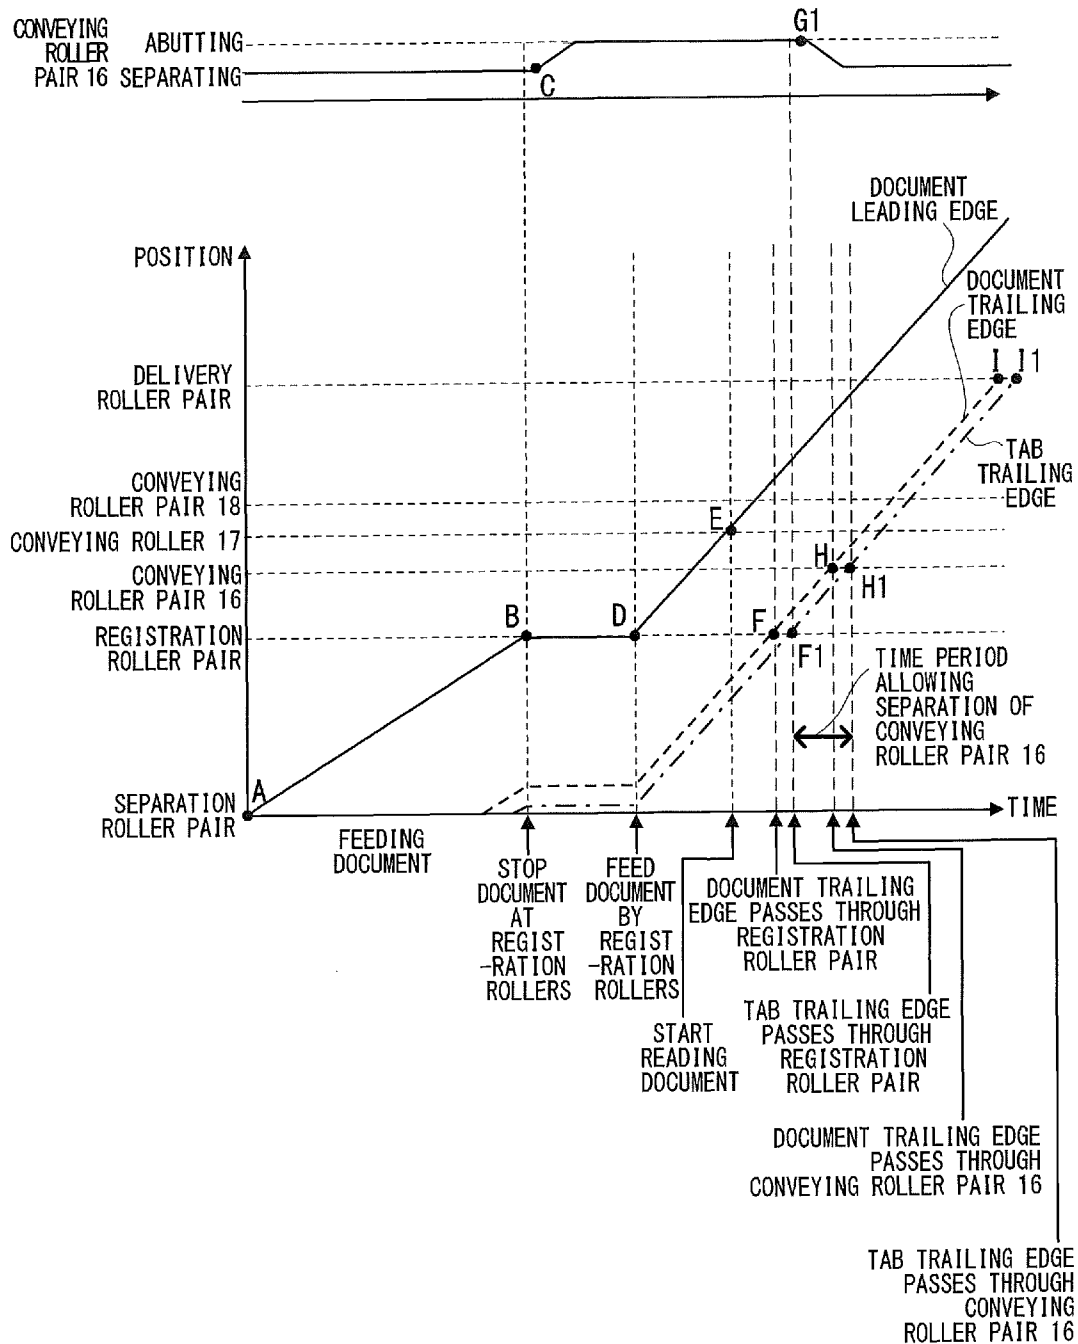 CONVEYING
ROLLER
PAIR 16
ABUTTING
SEPARATING
C
G1
DOCUMENT
LEADING EDGE
POSITION
DOCUMENT
TRAILING
EDGE
DELIVERY
ROLLER PAIR
I I1
TAB
TRAILING
EDGE
CONVEYING
ROLLER PAIR 18
E
CONVEYING ROLLER 17
CONVEYING
ROLLER PAIR 16
H
H1
REGISTRATION
ROLLER
PAIR
B
D
F
F1
TIME PERIOD
ALLOWING
SEPARATION OF
CONVEYING
ROLLER PAIR 16
SEPARATION
ROLLER PAIR
A
TIME
FEEDING
DOCUMENT
STOP
DOCUMENT
AT
REGIST
-RATION
ROLLERS
FEED
DOCUMENT
BY
REGIST
-RATION
ROLLERS
DOCUMENT TRAILING
EDGE PASSES THROUGH
REGISTRATION
ROLLER PAIR
START
READING
DOCUMENT
TAB TRAILING EDGE
PASSES THROUGH
REGISTRATION
ROLLER PAIR
DOCUMENT TRAILING EDGE
PASSES THROUGH
CONVEYING ROLLER PAIR 16
TAB TRAILING EDGE
PASSES THROUGH
CONVEYING
ROLLER PAIR 16